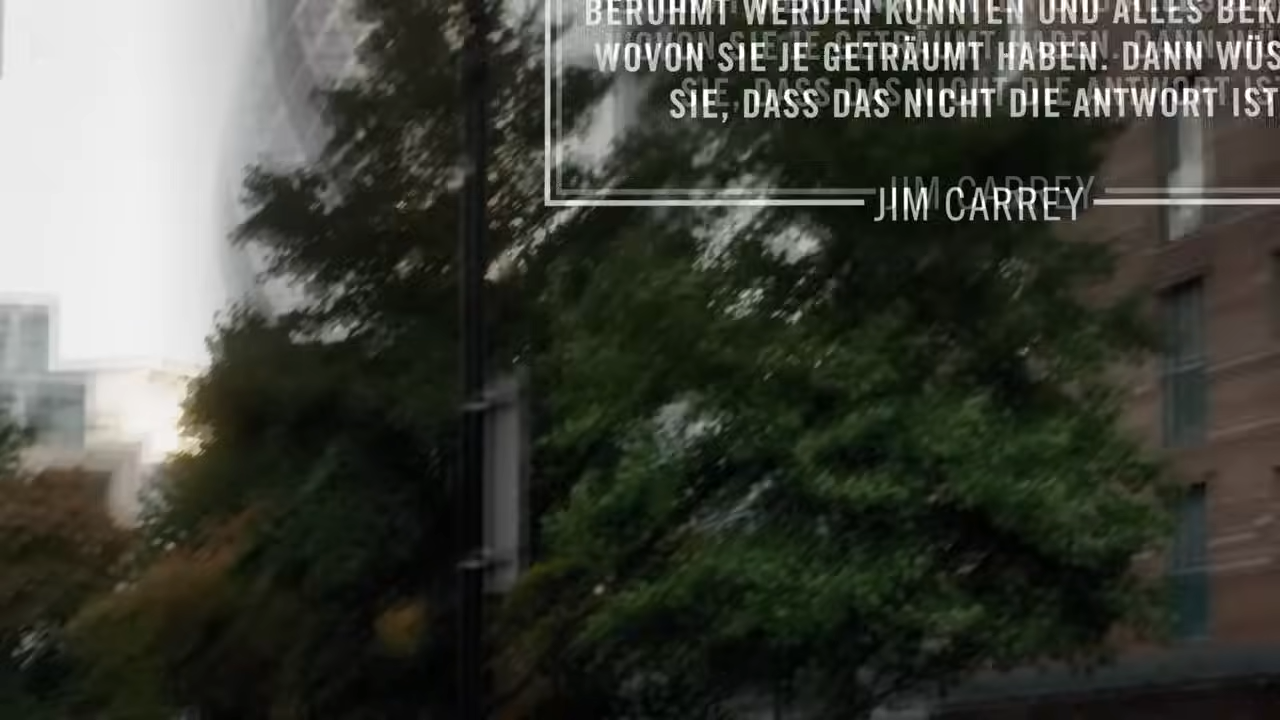 BERÜHMT WERDEN KÖNNTEN UND ALLES BEK
WOVON SIE JE GETRÄUMT HABEN. DANN WÜS
SIE, DASS DAS NICHT DIE ANTWORT IST
JIM CARREY